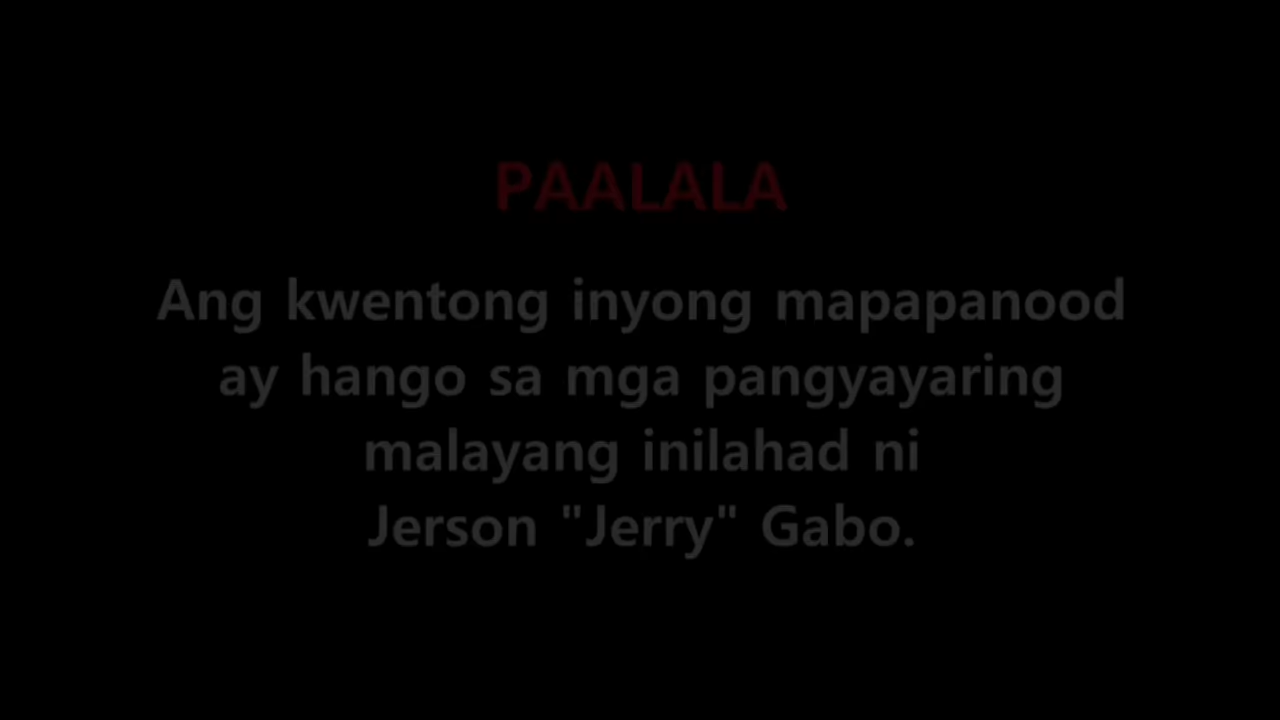 PAALALA
Ang kwentong inyong mapapanood
ay hango sa mga pangyayaring
malayang inilahad ni
Jerson "Jerry" Gabo.